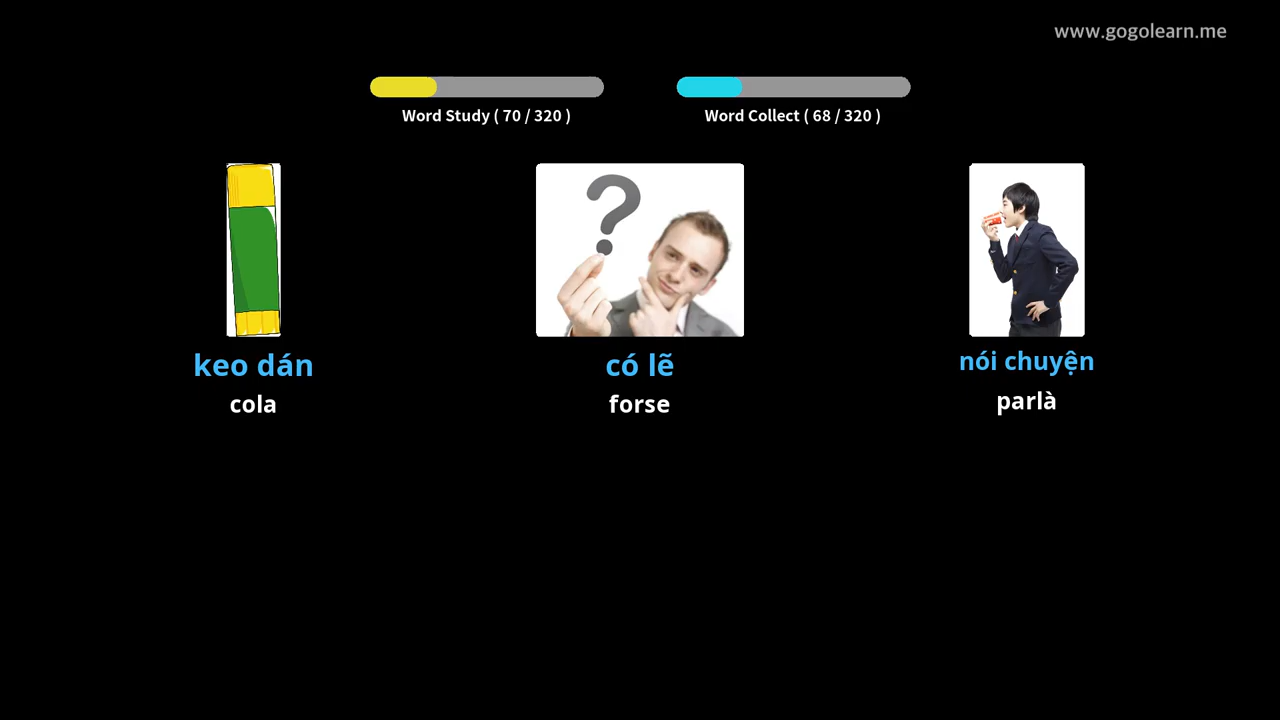 www.gogolearn.me
Word Study ( 70 / 320 )
Word Collect ( 68 / 320 )
keo dán
có lẽ
nói chuyện
cola
forse
parlà